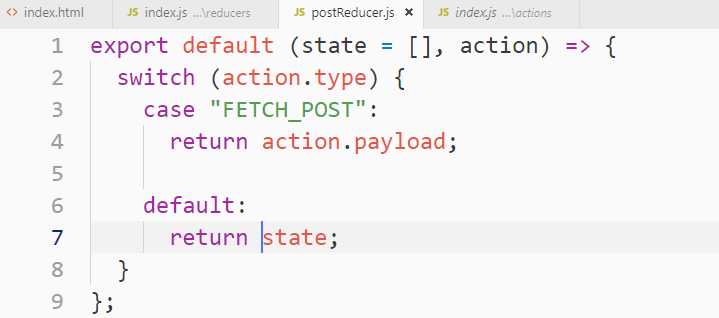 <> index.html JS index.js ...\reducers JS postReducer.js × JS index.js ...\actions
1 export default (state = [], action) => {
2 switch (action.type) {
3 case "FETCH_POST":
4 return action.payload;
5
6 default:
7 return state;
8 }
9 };